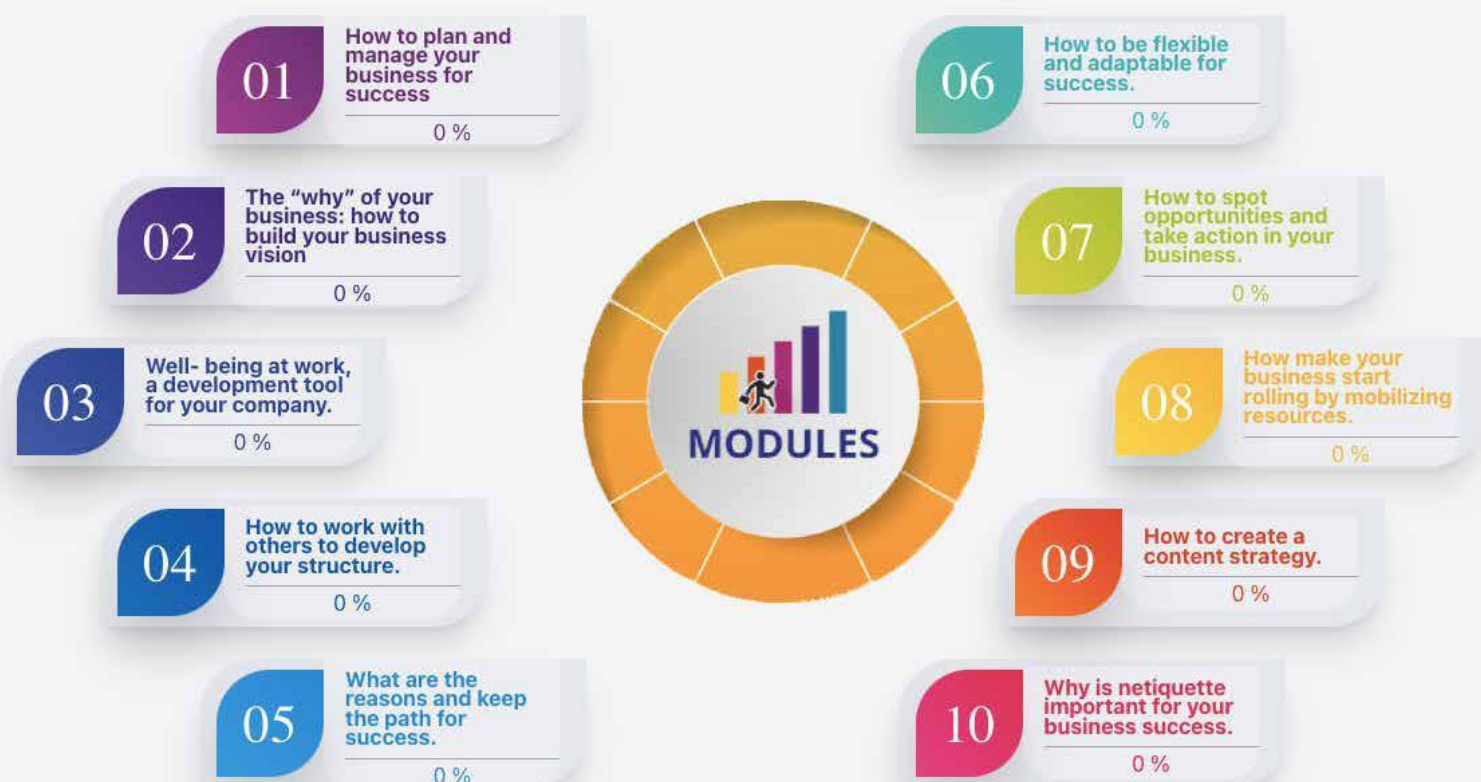 01
How to plan and
manage your
business for
success
0 %
02
The “why” of your
business: how to
build your business
vision
0 %
03
Well- being at work,
a development tool
for your company.
0 %
04
How to work with
others to develop
your structure.
0 %
05
What are the
reasons and keep
the path for
success.
0 %
MODULES
06
How to be flexible
and adaptable for
success.
0 %
07
How to spot
opportunities and
take action in your
business.
0 %
08
How make your
business start
rolling by mobilizing
resources.
0 %
09
How to create a
content strategy.
0 %
10
Why is netiquette
important for your
business success.
0 %